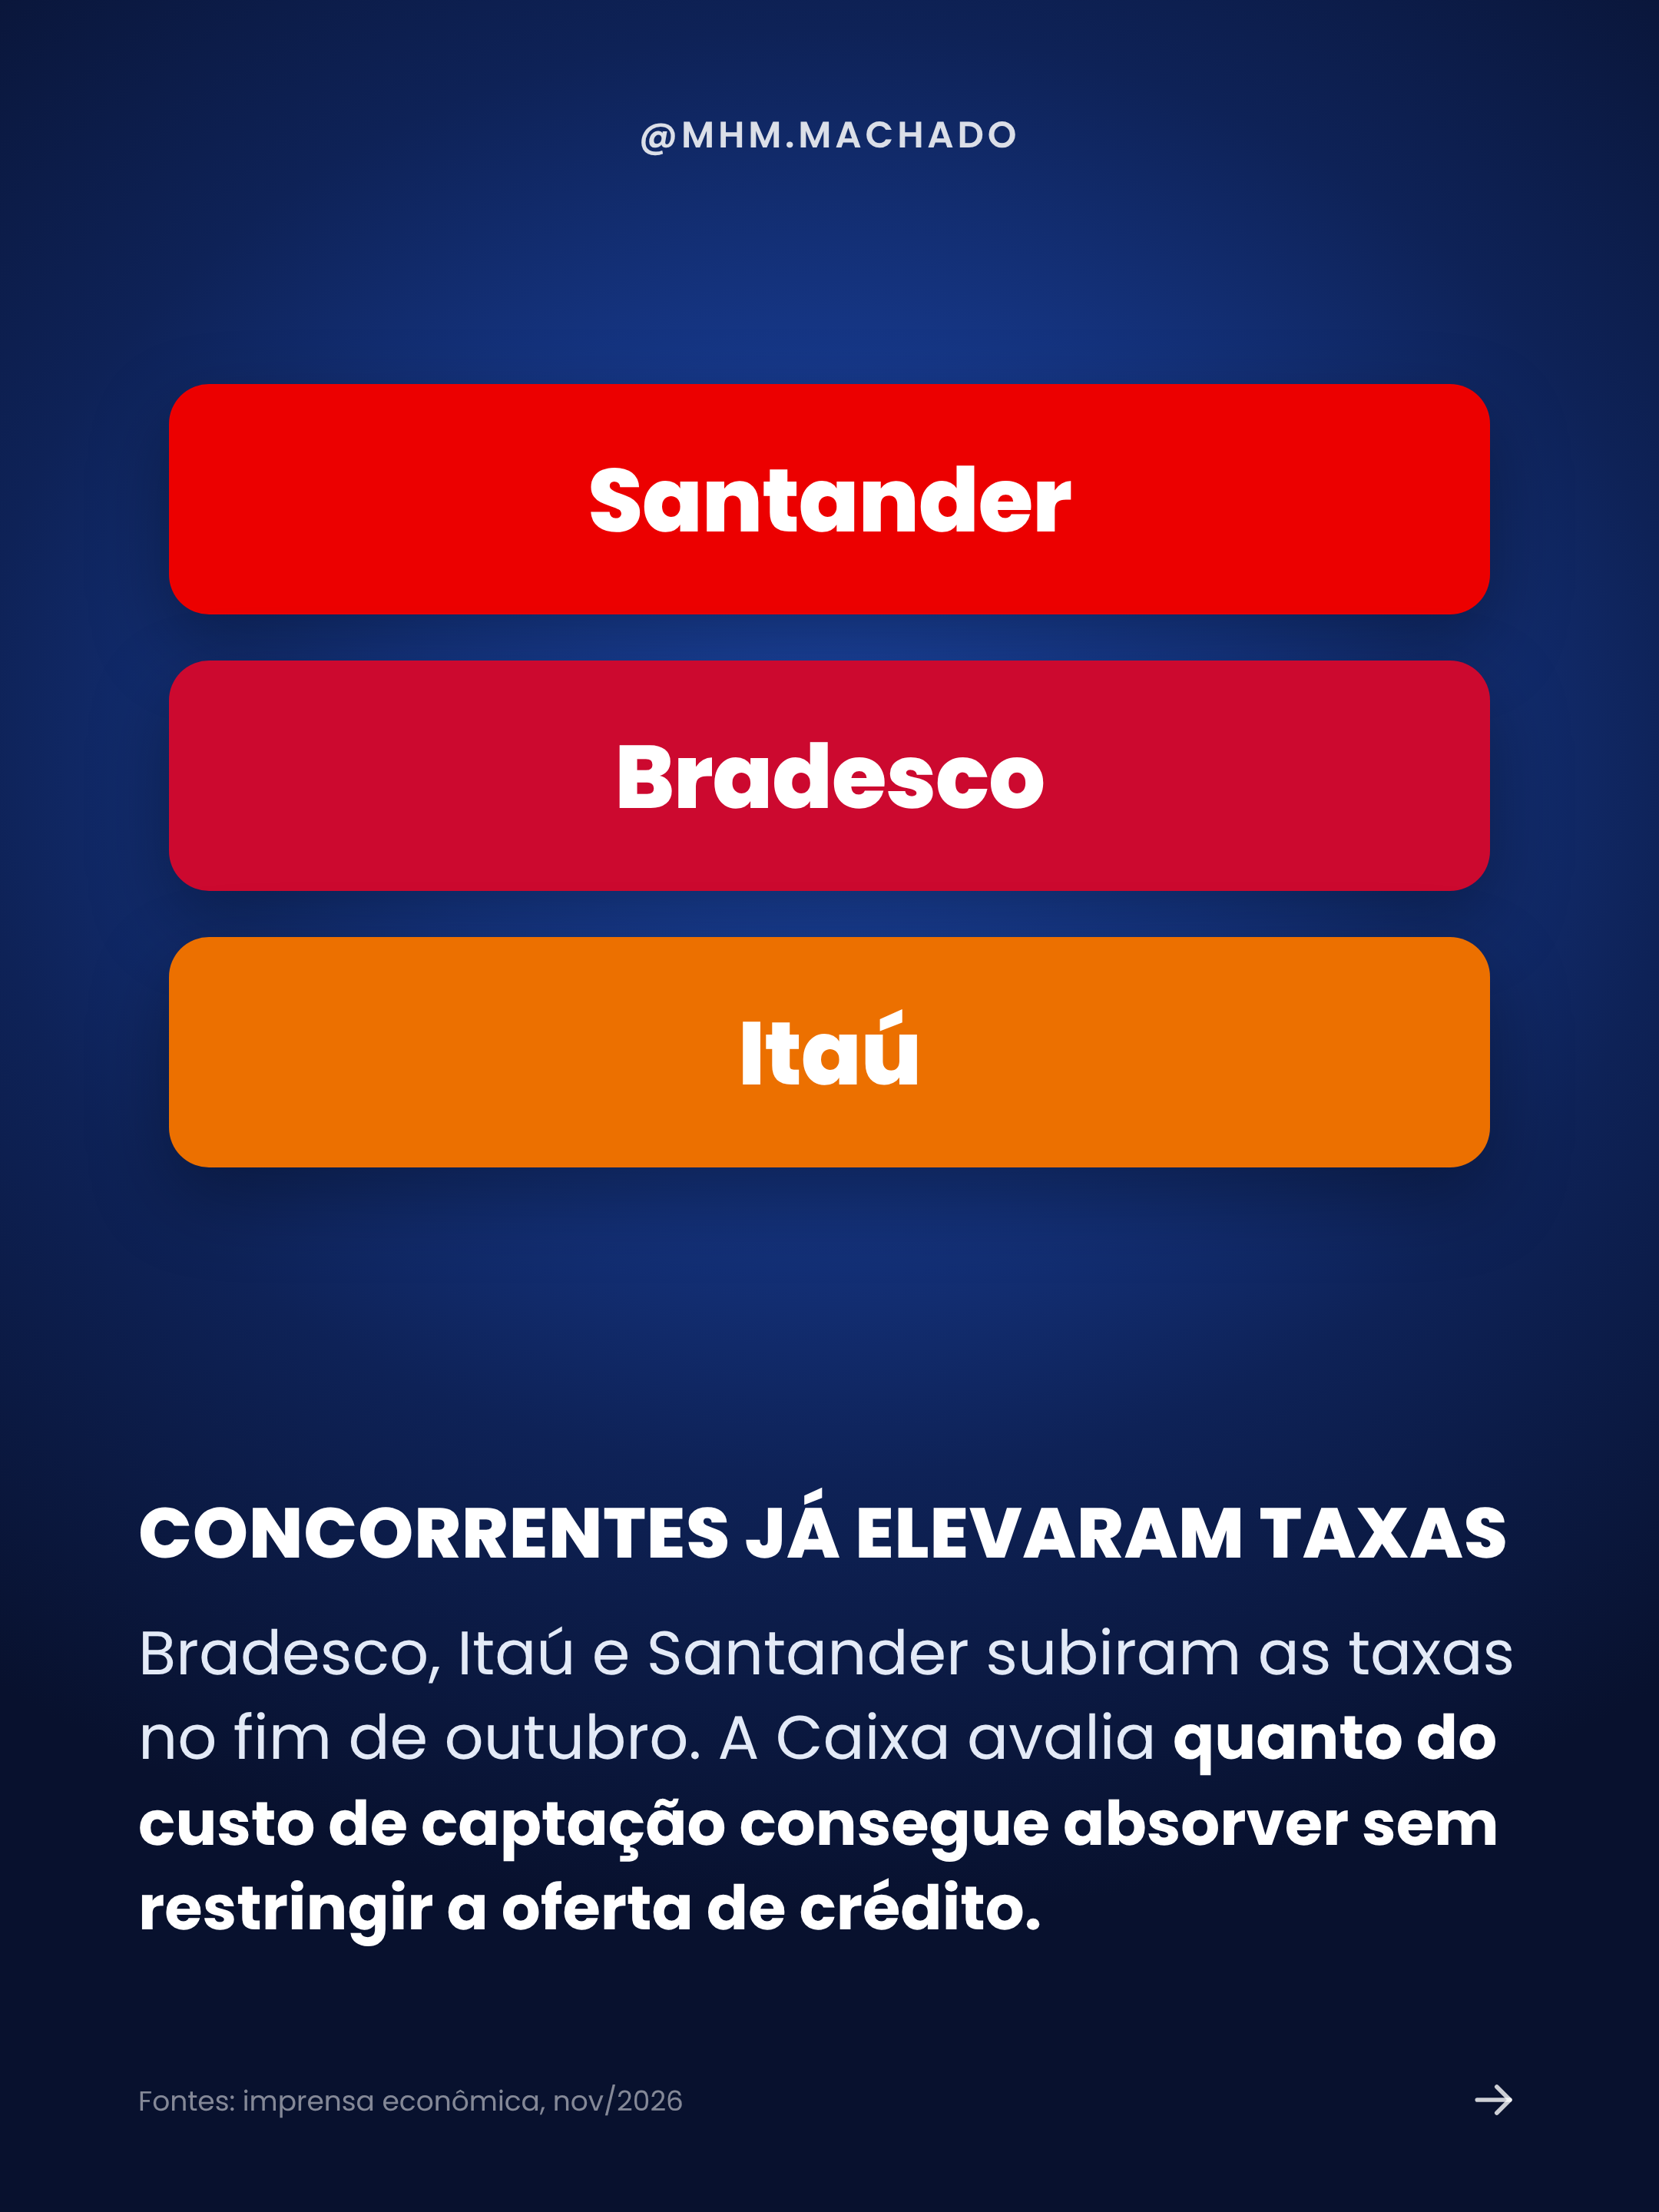 @MHM.MACHADO
Santander
Bradesco
Itaú
CONCORRENTES JÁ ELEVARAM TAXAS
Bradesco, Itaú e Santander subiram as taxas
no fim de outubro. A Caixa avalia quanto do
custo de captação consegue absorver sem
restringir a oferta de crédito.
Fontes: imprensa econômica, nov/2026